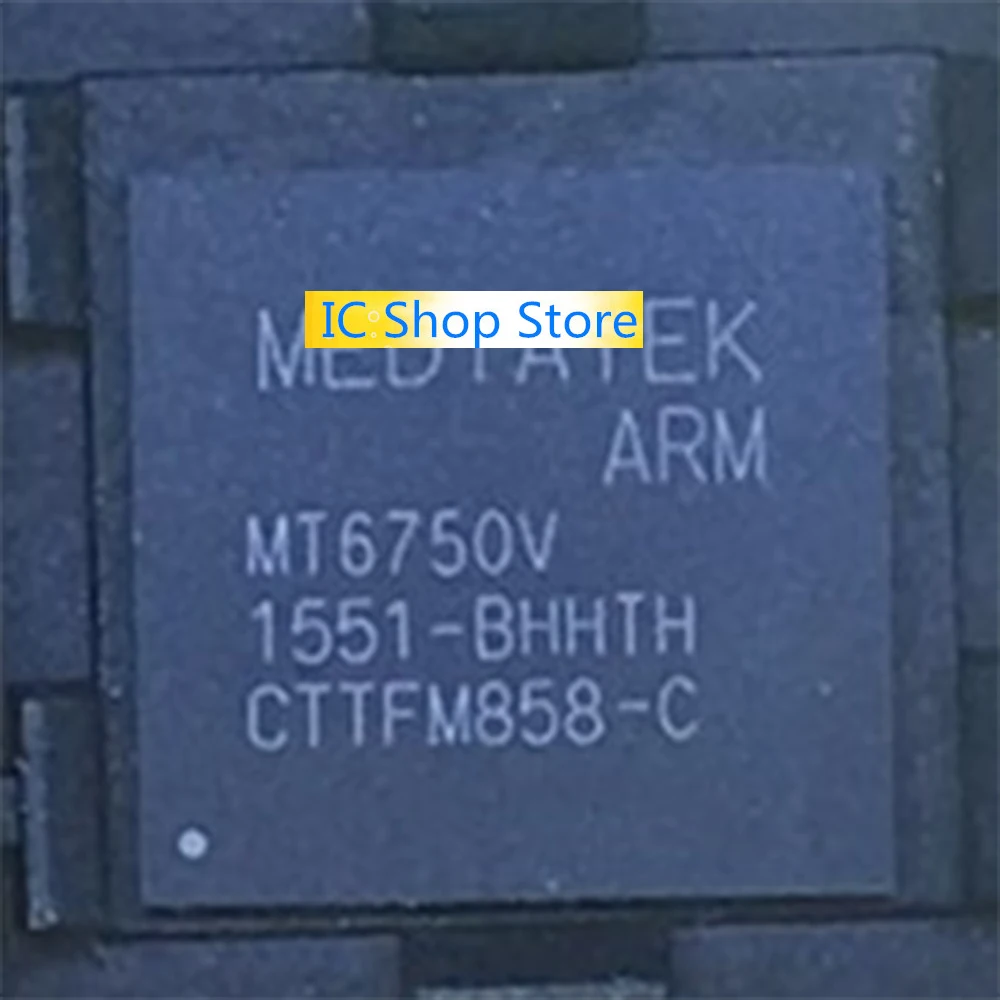 IC Shop Store
MEDIATEK
ARM
MT6750V
1551-BHHTH
CTTFM858-C